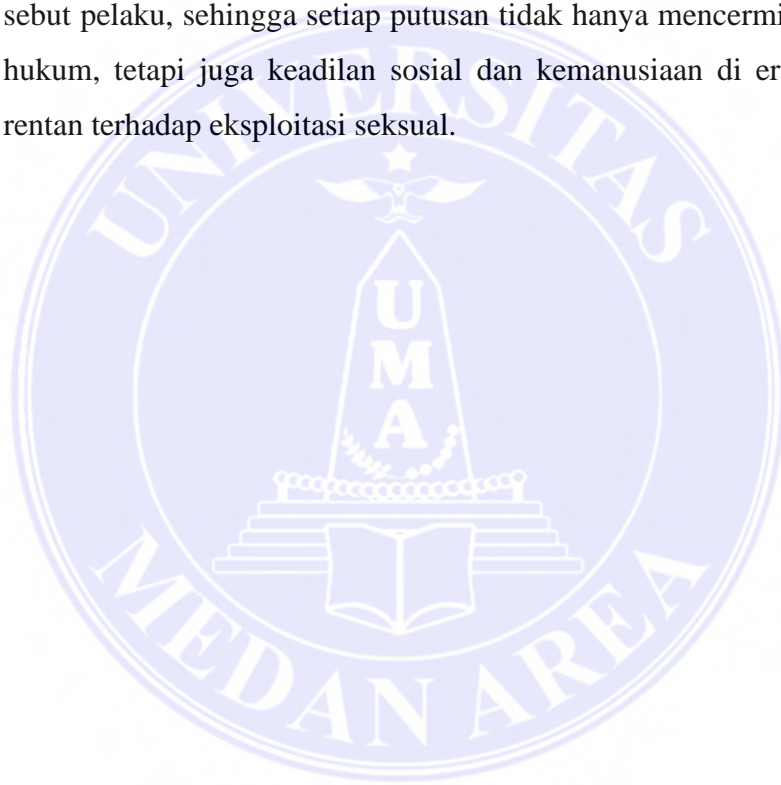 sebut pelaku, sehingga setiap putusan tidak hanya mencermi
hukum, tetapi juga keadilan sosial dan kemanusiaan di er
rentan terhadap eksploitasi seksual.
UNIVERSITAS
UMA
MEDAN AREA